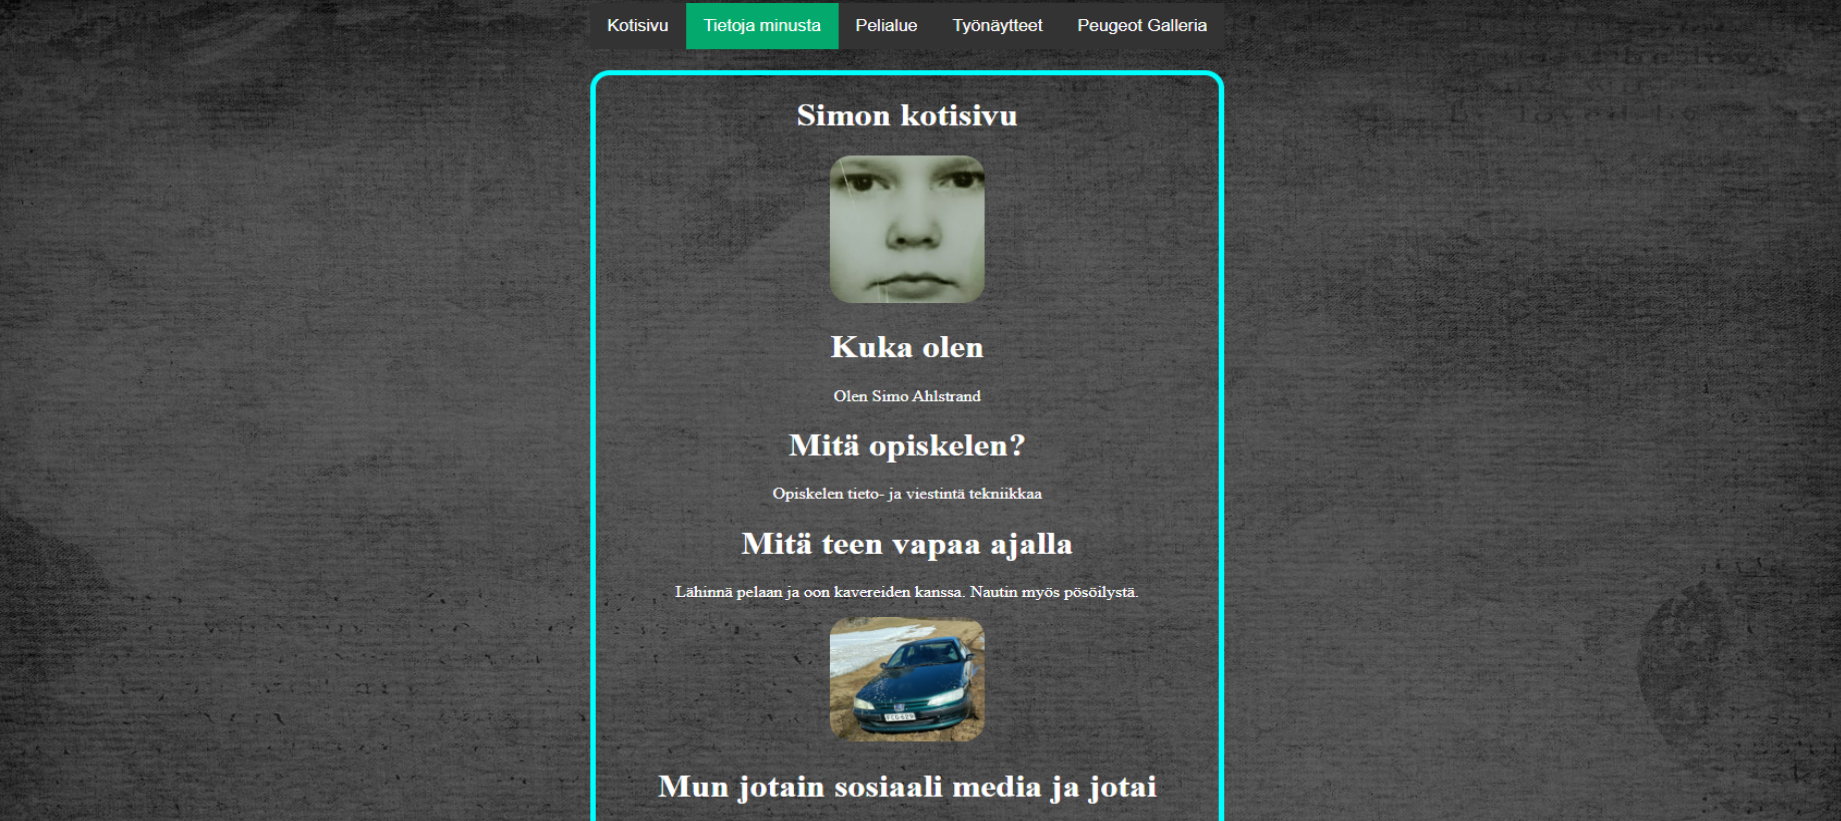 Kotisivu Tietoja minusta Pelialue Työnäytteet Peugeot Galleria
Simon kotisivu
Kuka olen
Olen Simo Ahlstrand
Mitä opiskelen?
Opiskelen tieto- ja viestintä tekniikkaa
Mitä teen vapaa ajalla
Lähinnä pelaan ja oon kavereiden kanssa. Nautin myös pösöilystä.
Mun jotain sosiaali media ja jotai